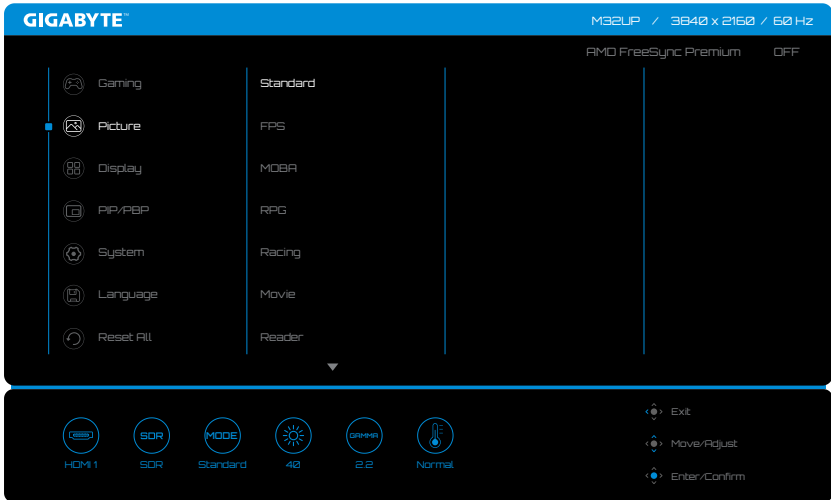 GIGABYTE™ M32UP / 3840 x 2160 / 60 Hz
AMD FreeSync Premium OFF
Gaming Standard
Picture FPS
Display MOBA
PIP/PBP RPG
System Racing
Language Movie
Reset All Reader
Exit
SDR MODE GAMMA
Move/Adjust
HDMI 1 SDR Standard 40 2.2 Normal
Enter/Confirm